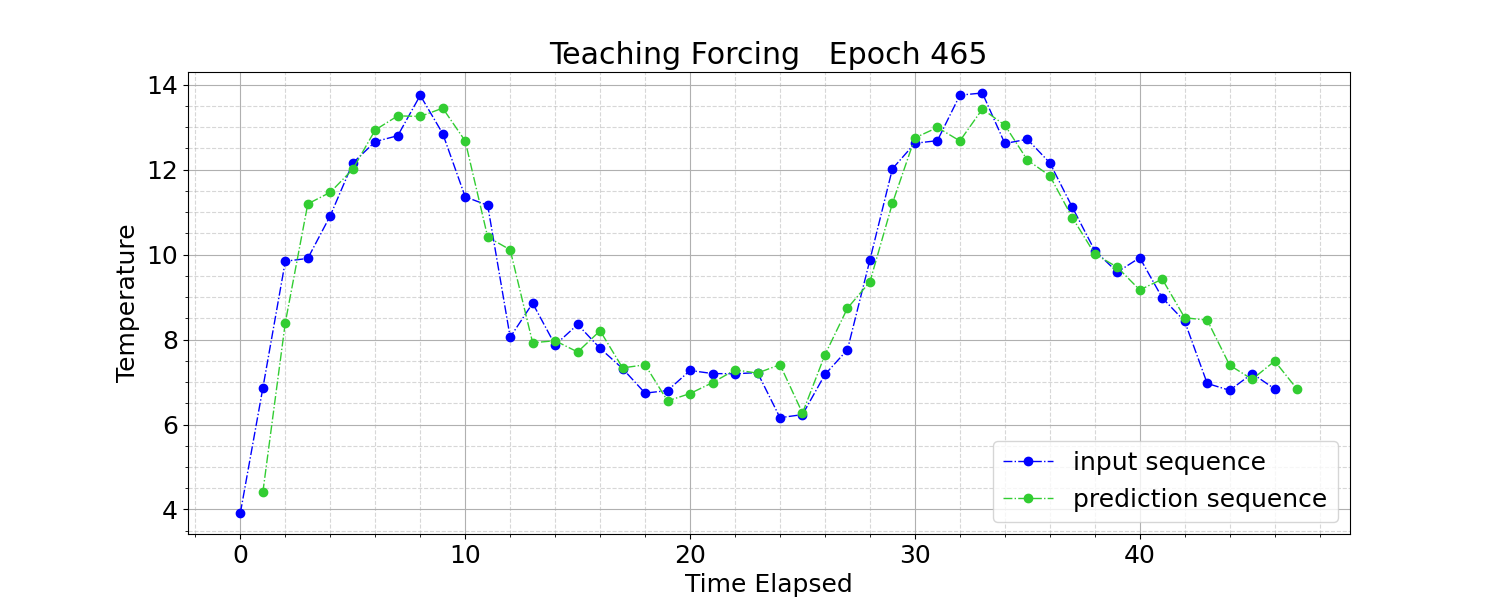 Teaching Forcing   Epoch 465
14
12
10
8
6
4
Temperature
0 10 20 30 40
Time Elapsed
input sequence
prediction sequence